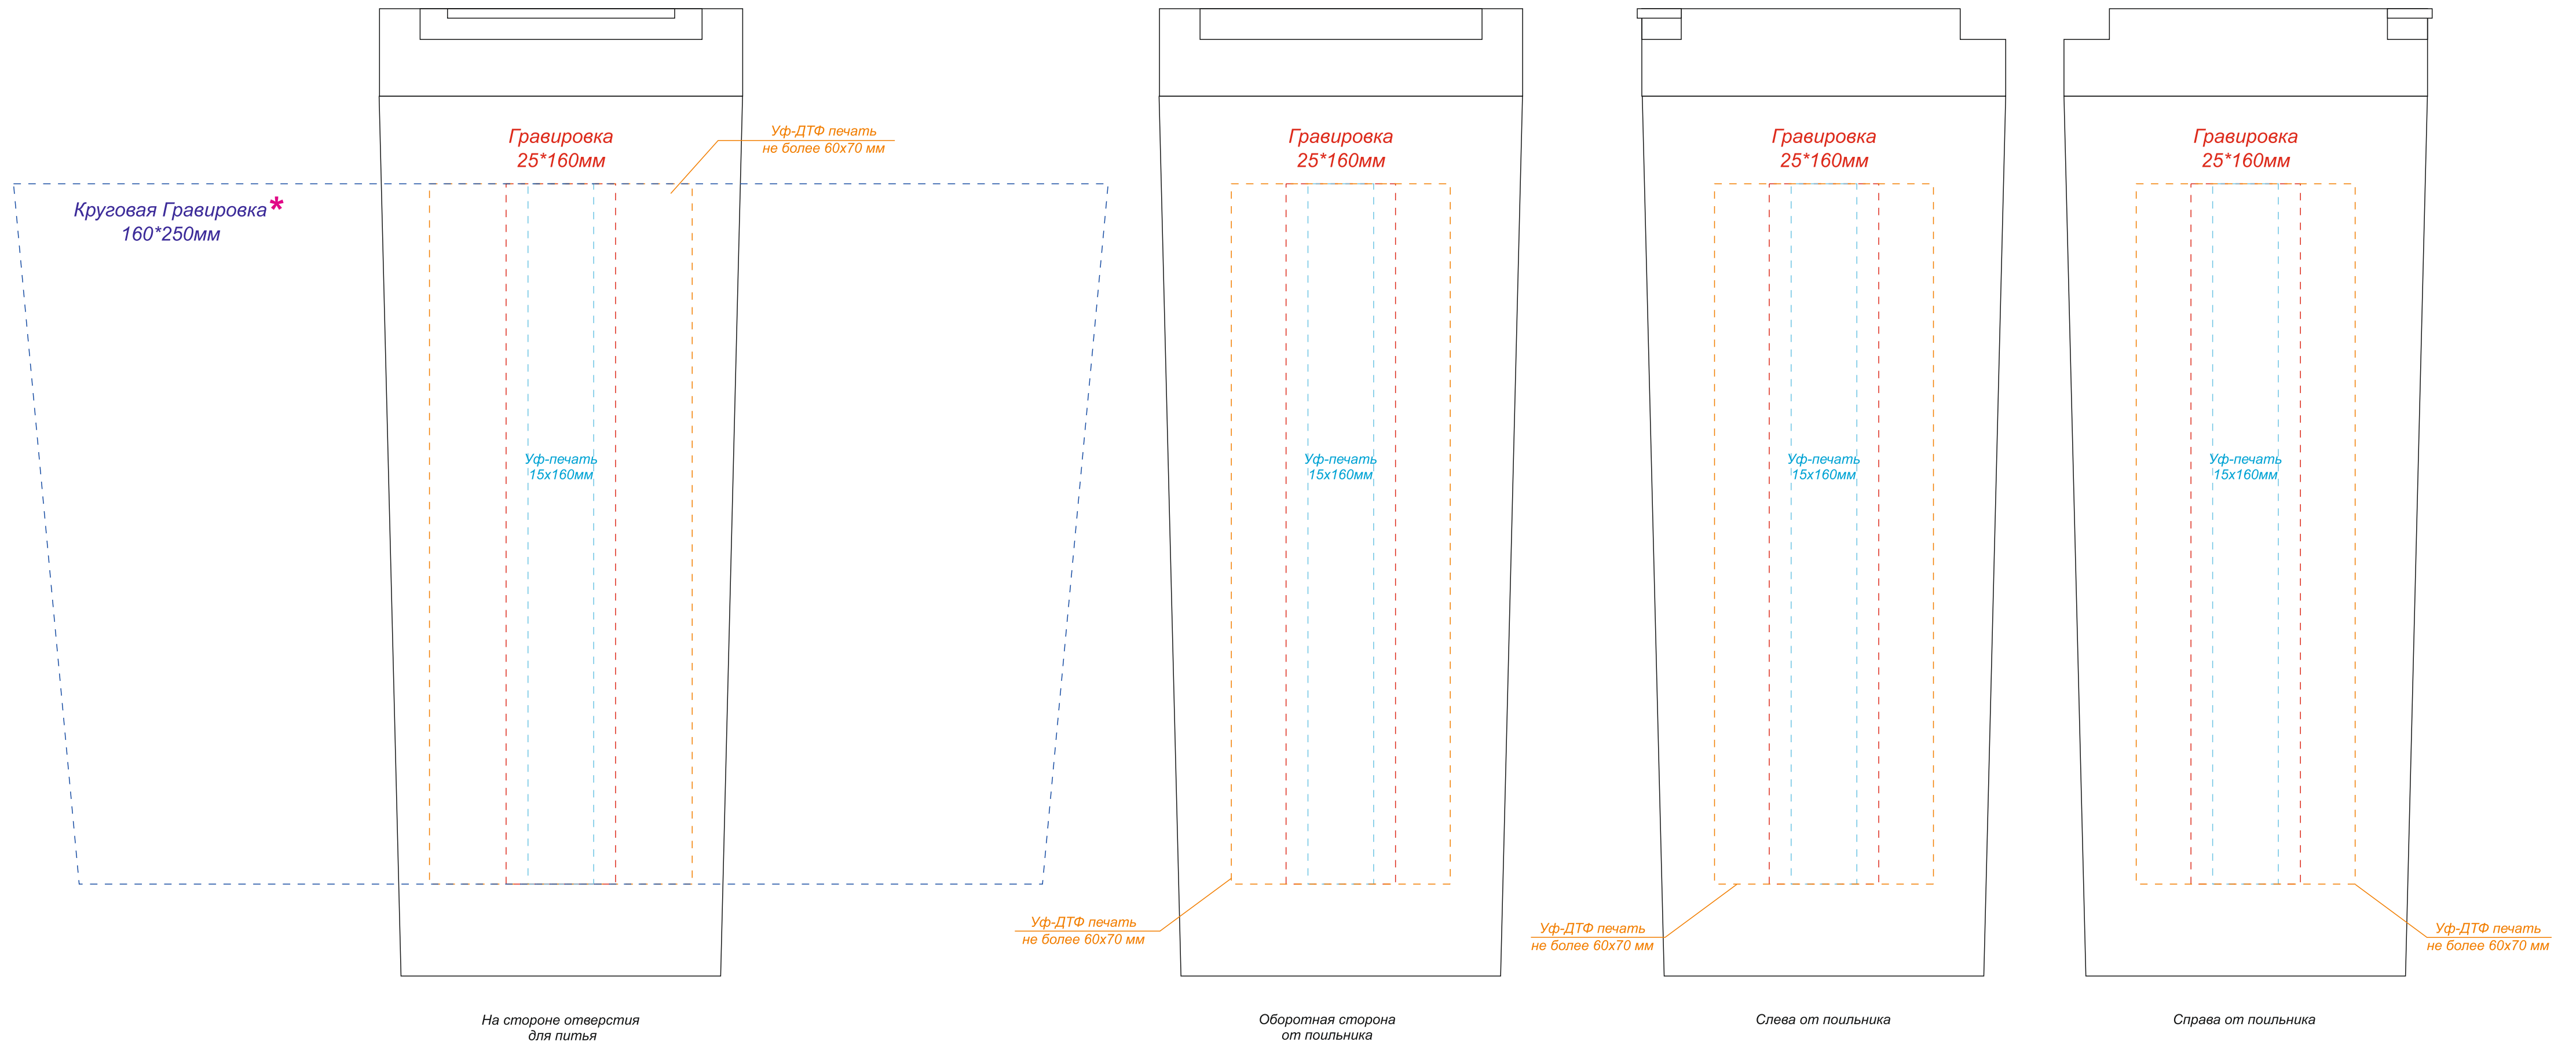 Гравировка
25*160мм
Уф-ДТФ печать
не более 60х70 мм
Круговая Гравировка*
160*250мм
Уф-печать
15х160мм
На стороне отверстия
для питья
Гравировка
25*160мм
Уф-печать
15х160мм
Уф-ДТФ печать
не более 60х70 мм
Оборотная сторона
от поильника
Гравировка
25*160мм
Уф-печать
15х160мм
Уф-ДТФ печать
не более 60х70 мм
Слева от поильника
Гравировка
25*160мм
Уф-печать
15х160мм
Уф-ДТФ печать
не более 60х70 мм
Справа от поильника